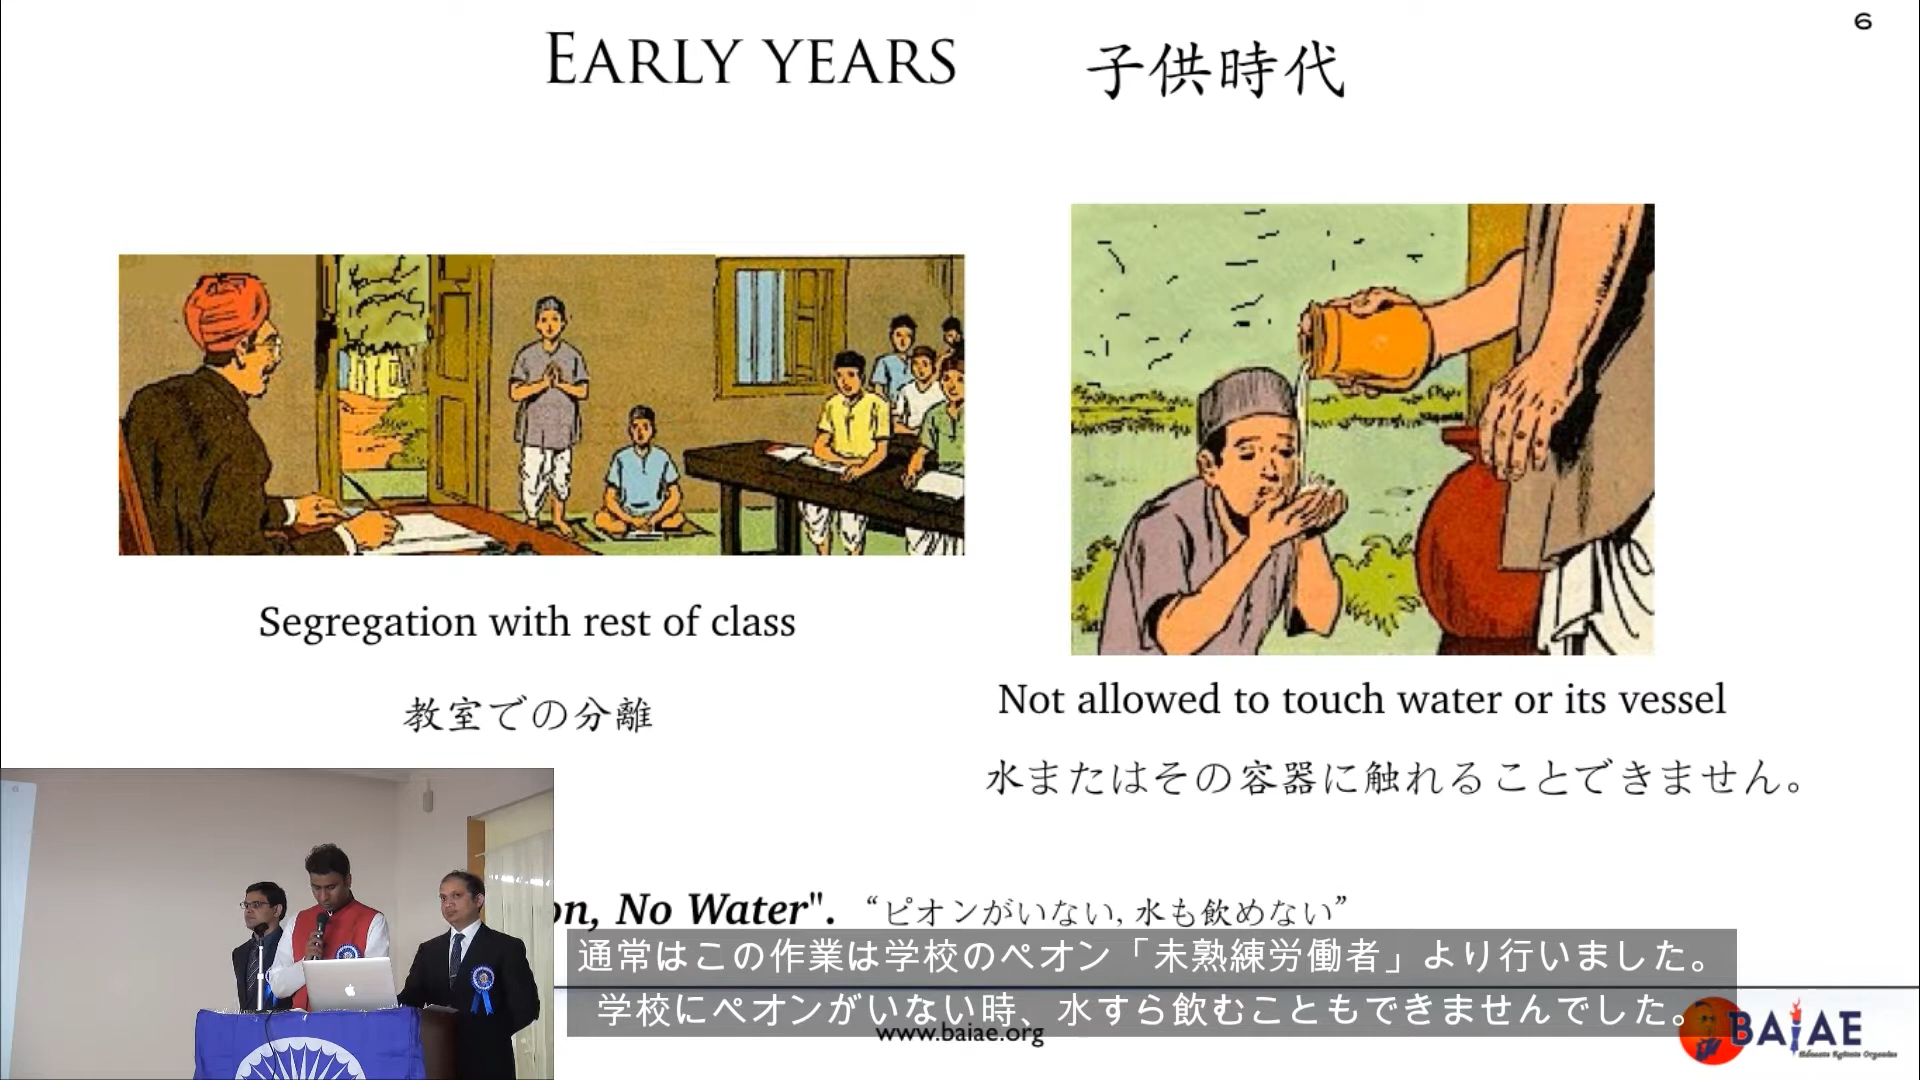 6
EARLY YEARS 子供時代
Segregation with rest of class
教室での分離
Not allowed to touch water or its vessel
水またはその容器に触れることできません。
on, No Water". “ピオンがいない, 水も飲めない”
通常はこの作業は学校のペオン「未熟練労働者」より行いました。
学校にペオンがいない時、水すら飲むこともできませんでした。
www.baiae.org
BAIAE
Educate Agitate Organise